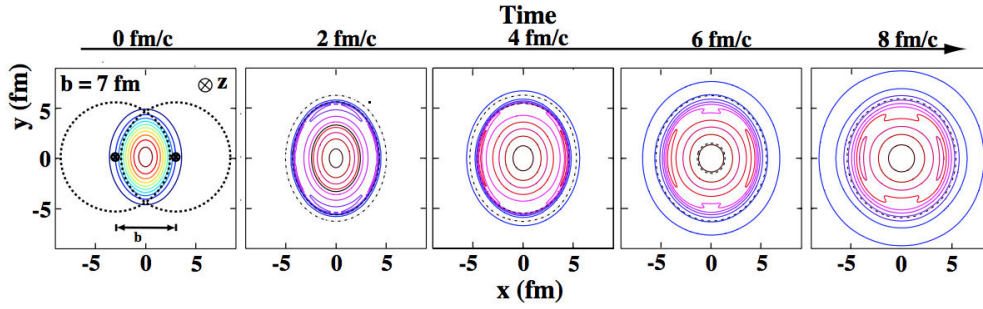 Time
0 fm/c 2 fm/c 4 fm/c 6 fm/c 8 fm/c
b = 7 fm ⊗ z
y (fm)
5
0
-5
b
-5 0 5 -5 0 5 -5 0 5 -5 0 5 -5 0 5
x (fm)